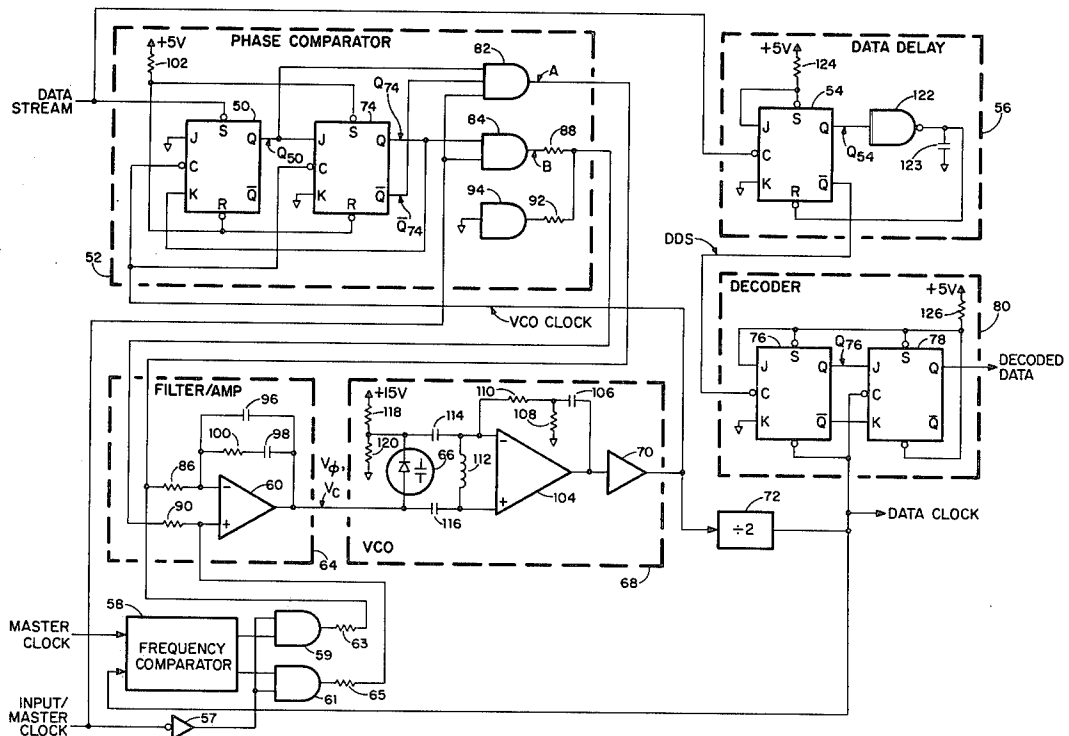 PHASE COMPARATOR
+5V
102
DATA STREAM
50
J
S
Q
C
K
R
Q̅
Q50
74
J
S
Q
C
K
R
Q̅
Q74
Q̅74
82
A
84
B
88
94
92
52
DATA DELAY
+5V
124
54
J
S
Q
C
K
R
Q̅
Q54
122
123
56
DDS
VCO CLOCK
DECODER
+5V
126
80
76
J
S
Q
C
K
Q̅
Q76
78
J
S
Q
C
K
Q̅
DECODED DATA
FILTER/AMP
96
100
98
86
90
60
-
+
64
Vϕ,
VC
+15V
118
120
66
114
116
112
110
108
106
-
+
104
70
VCO
68
72
÷2
DATA CLOCK
MASTER CLOCK
58
FREQUENCY COMPARATOR
59
63
61
65
INPUT/
MASTER CLOCK
57